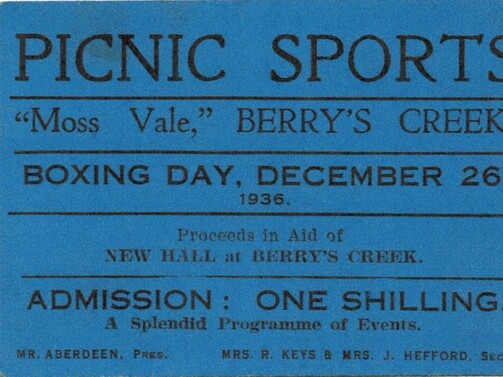 PICNIC SPORTS
"Moss Vale," BERRY'S CREEK
BOXING DAY, DECEMBER 26
1936.
Proceeds in Aid of
NEW HALL at BERRY'S CREEK.
ADMISSION : ONE SHILLING.
A Splendid Programme of Events.
MR. ABERDEEN, PRES. MRS. R. KEYS & MRS. J. HEFFORD, SEC